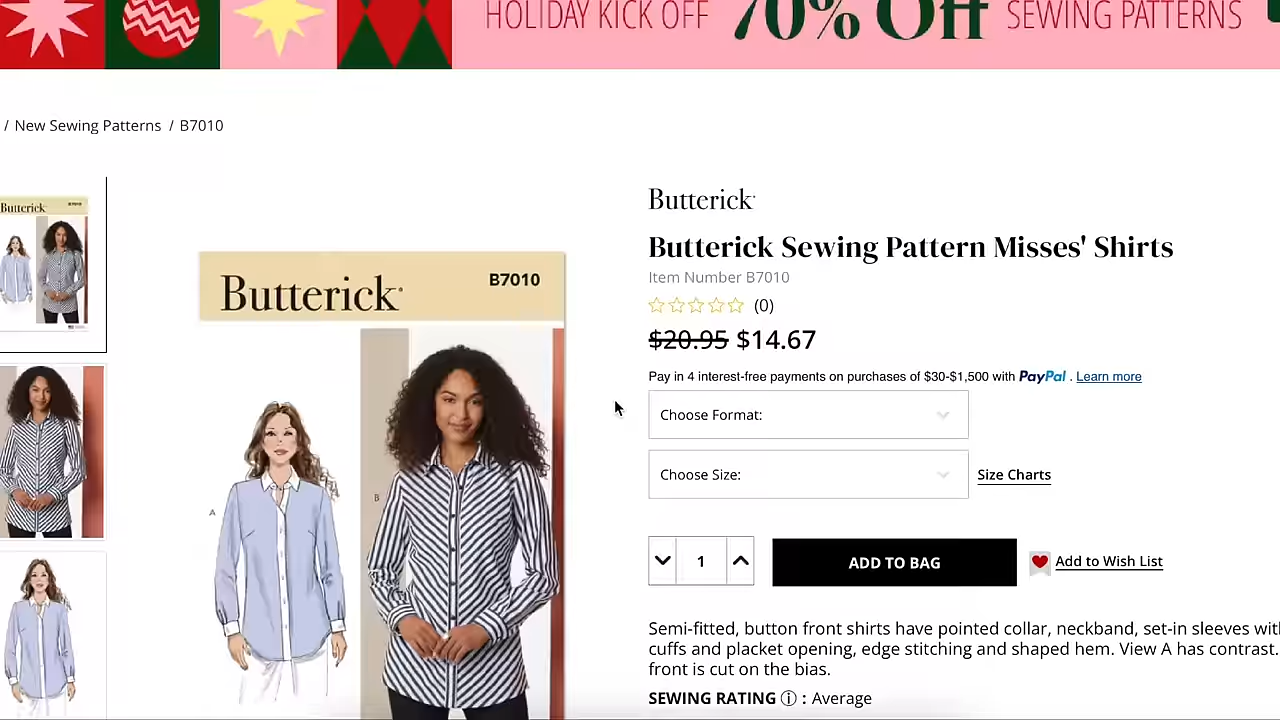 HOLIDAY KICK OFF 70% Off SEWING PATTERNS
/ New Sewing Patterns / B7010
Butterick
B7010
Butterick
B7010
A
B
Butterick
Butterick Sewing Pattern Misses' Shirts
Item Number B7010
(0)
$20.95 $14.67
Pay in 4 interest-free payments on purchases of $30-$1,500 with PayPal . Learn more
Choose Format:
Choose Size:
Size Charts
1
ADD TO BAG
Add to Wish List
Semi-fitted, button front shirts have pointed collar, neckband, set-in sleeves wit
cuffs and placket opening, edge stitching and shaped hem. View A has contrast.
front is cut on the bias.
SEWING RATING ⓘ : Average